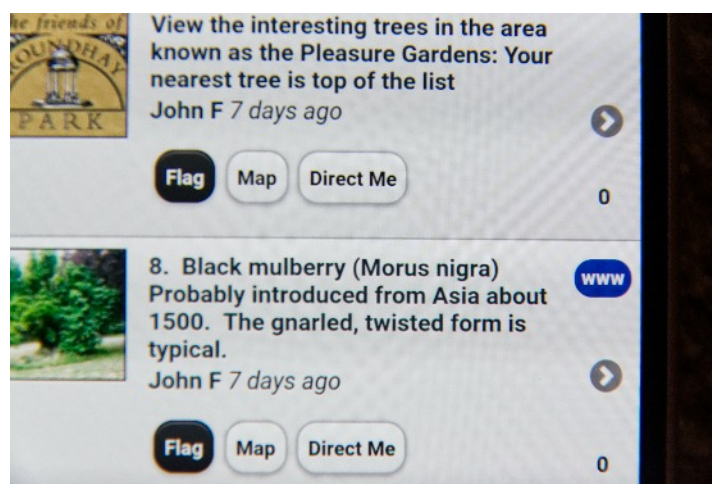 the friends of
ROUNDHAY
PARK
View the interesting trees in the area
known as the Pleasure Gardens: Your
nearest tree is top of the list
John F 7 days ago
Flag
Map
Direct Me
0
8. Black mulberry (Morus nigra)
Probably introduced from Asia about
1500. The gnarled, twisted form is
typical.
John F 7 days ago
www
Flag
Map
Direct Me
0